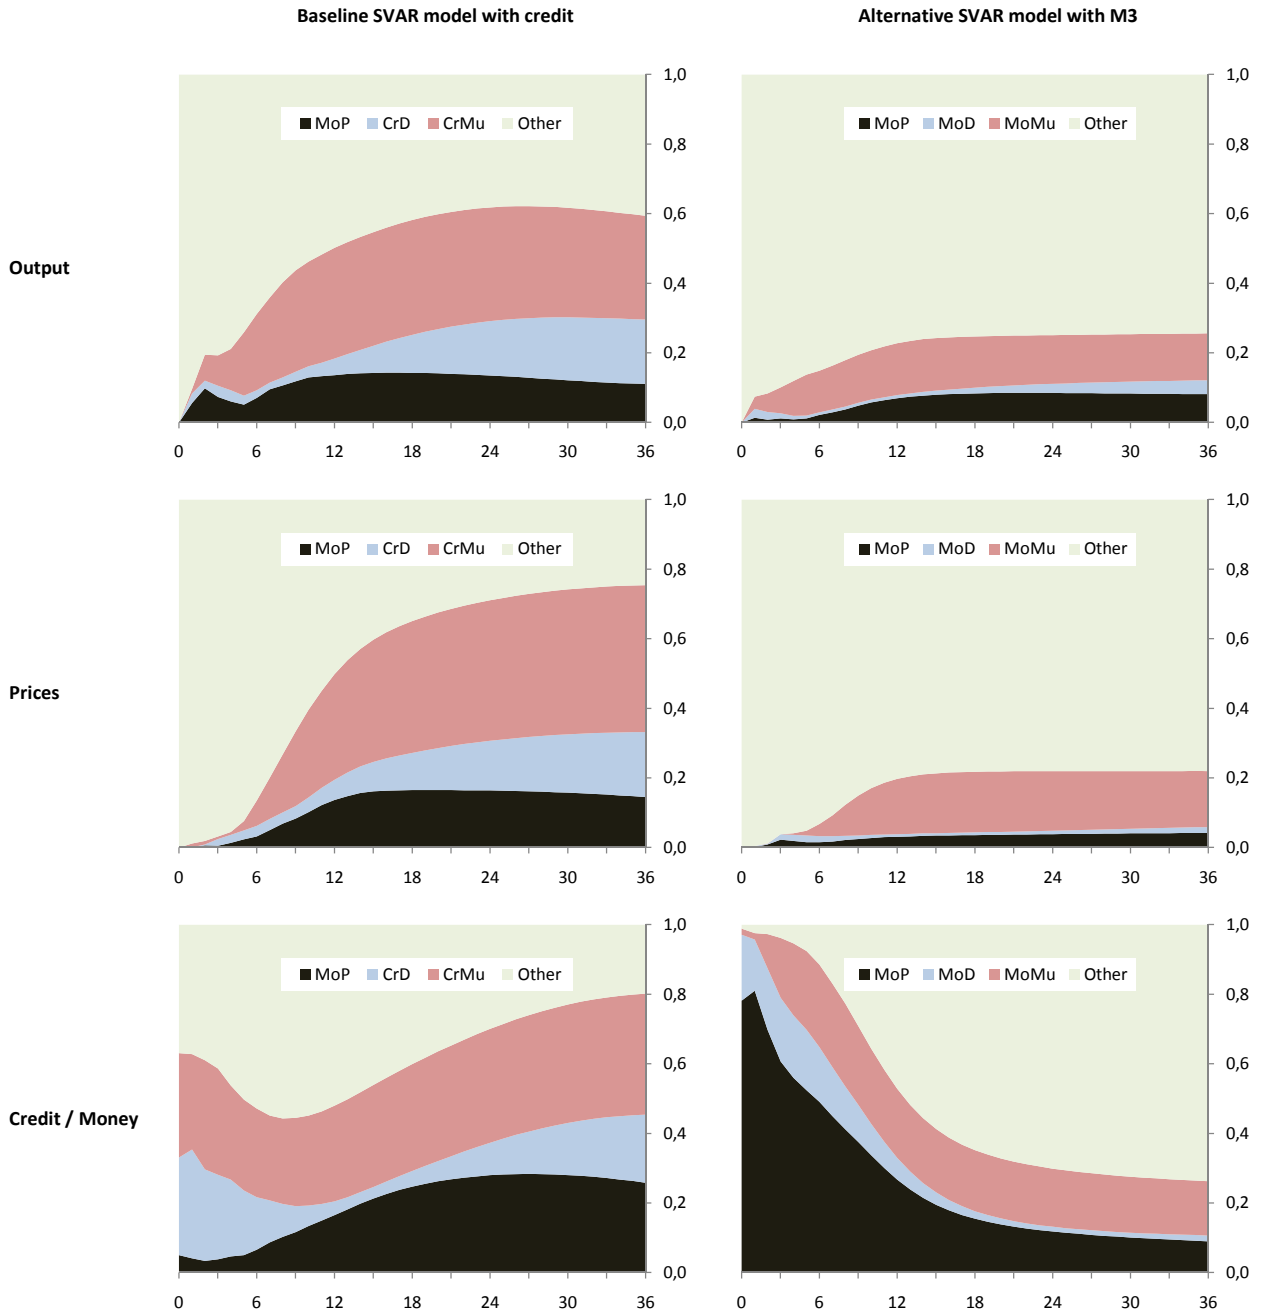 Baseline SVAR model with credit
Alternative SVAR model with M3
Output
MoP CrD CrMu Other
1,0
0,8
0,6
0,4
0,2
0,0
0 6 12 18 24 30 36
MoP MoD MoMu Other
1,0
0,8
0,6
0,4
0,2
0,0
0 6 12 18 24 30 36
Prices
MoP CrD CrMu Other
1,0
0,8
0,6
0,4
0,2
0,0
0 6 12 18 24 30 36
MoP MoD MoMu Other
1,0
0,8
0,6
0,4
0,2
0,0
0 6 12 18 24 30 36
Credit / Money
MoP CrD CrMu Other
1,0
0,8
0,6
0,4
0,2
0,0
0 6 12 18 24 30 36
MoP MoD MoMu Other
1,0
0,8
0,6
0,4
0,2
0,0
0 6 12 18 24 30 36